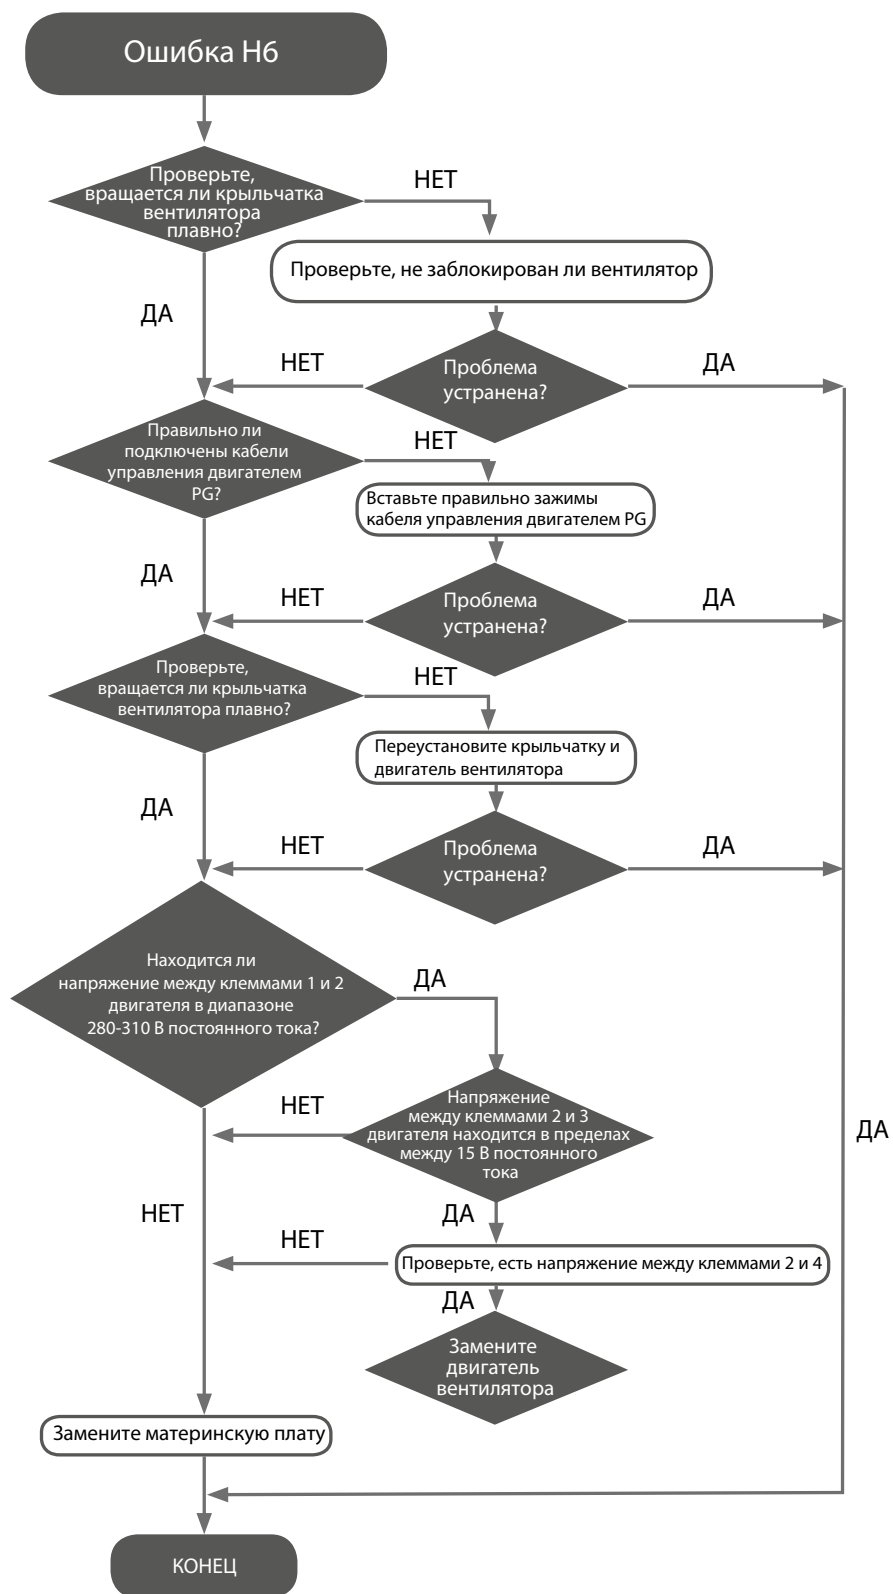 Ошибка H6
Проверьте,
вращается ли крыльчатка
вентилятора
плавно?
НЕТ
Проверьте, не заблокирован ли вентилятор
ДА
НЕТ
Проблема
устранена?
ДА
Правильно ли
подключены кабели
управления двигателем
PG?
НЕТ
Вставьте правильно зажимы
кабеля управления двигателем PG
ДА
НЕТ
Проблема
устранена?
ДА
Проверьте,
вращается ли крыльчатка
вентилятора плавно?
НЕТ
Переустановите крыльчатку и
двигатель вентилятора
ДА
НЕТ
Проблема
устранена?
ДА
Находится ли
напряжение между клеммами 1 и 2
двигателя в диапазоне
280-310 В постоянного тока?
ДА
НЕТ
Напряжение
между клеммами 2 и 3
двигателя находится в пределах
между 15 В постоянного
тока
ДА
НЕТ
ДА
НЕТ
Проверьте, есть напряжение между клеммами 2 и 4
ДА
Замените
двигатель
вентилятора
Замените материнскую плату
КОНЕЦ